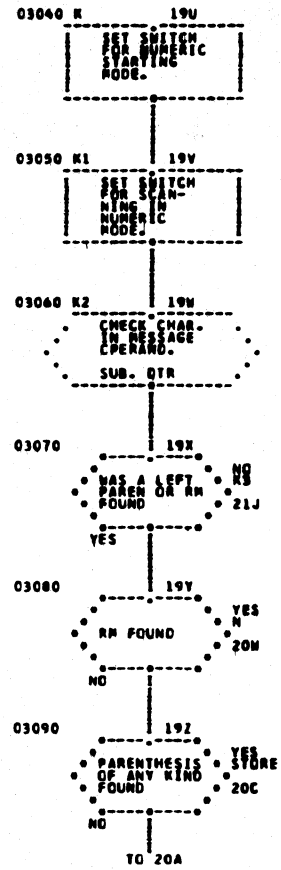 03040 K 19U
SET SWITCH
FOR NUMERIC
STARTING
MODE.
03050 K1 19V
SET SWITCH
FOR SCAN-
NING IN
NUMERIC
MODE.
03060 K2 19W
CHECK CHAR.
IN MESSAGE
OPERAND.
SUB. QTR
03070 19X
WAS A LEFT
PAREN OR RM
FOUND
NO
K3
21J
YES
03080 19Y
RM FOUND
YES
N
20W
NO
03090 19Z
PARENTHESIS
OF ANY KIND
FOUND
YES
STORE
20C
NO
TO 20A